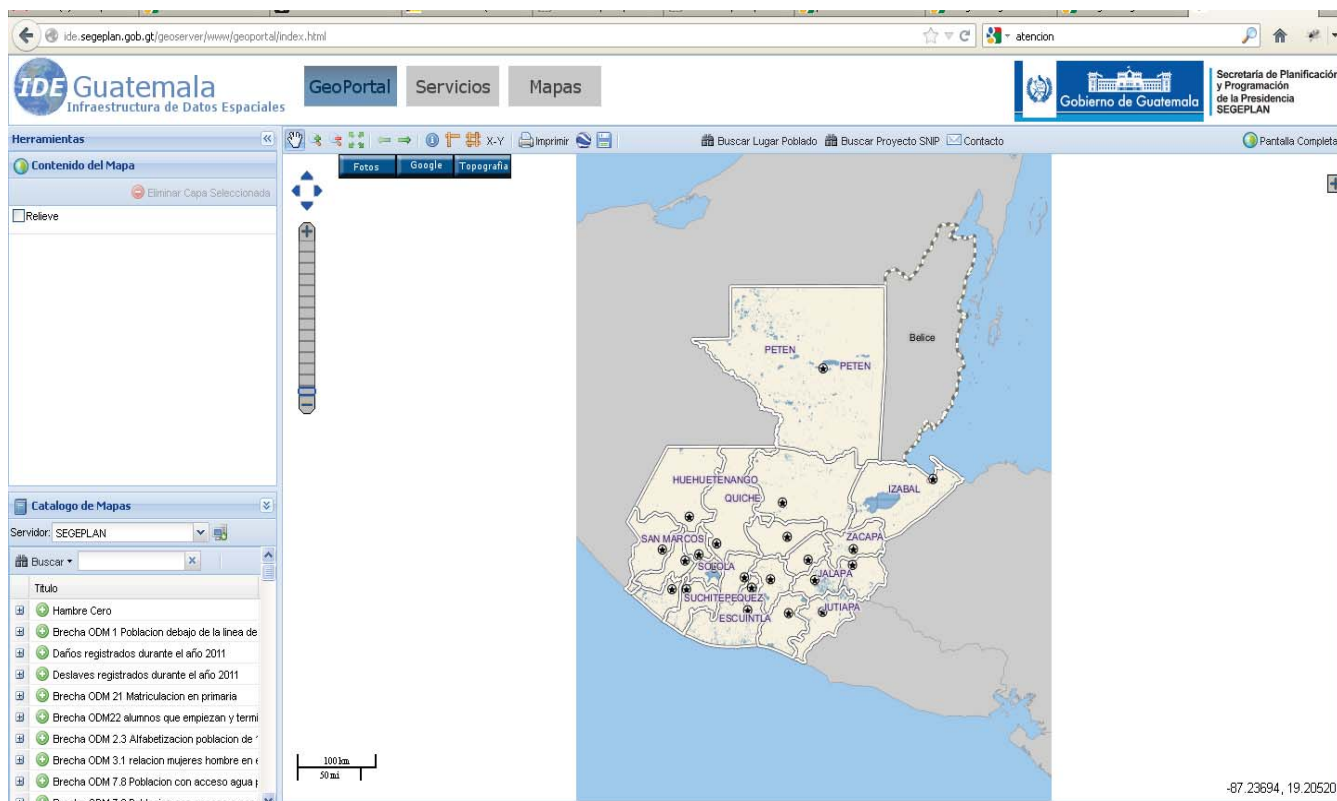 ide.segeplan.gob.gt/geoserver/www/geoportal/index.html
atencion
IDE Guatemala
Infraestructura de Datos Espaciales
GeoPortal
Servicios
Mapas
Gobierno de Guatemala
Secretaría de Planificación
y Programación
de la Presidencia
SEGEPLAN
Herramientas
X-Y
Imprimir
Buscar Lugar Poblado
Buscar Proyecto SNIP
Contacto
Pantalla Completa
Contenido del Mapa
Eliminar Capa Seleccionada
Relieve
Fotos
Google
Topografia
Belice
PETEN
PETEN
HUEHUETENANGO
QUICHE
IZABAL
SAN MARCOS
ZACAPA
SOLOLA
JALAPA
SUCHITEPEQUEZ
ESCUINTLA
JUTIAPA
Catalogo de Mapas
Servidor: SEGEPLAN
Buscar
Titulo
Hambre Cero
Brecha ODM 1 Poblacion debajo de la linea de
Daños registrados durante el año 2011
Deslaves registrados durante el año 2011
Brecha ODM 21 Matriculacion en primaria
Brecha ODM22 alumnos que empiezan y termi
Brecha ODM 2.3 Alfabetizacion poblacion de
Brecha ODM 3.1 relacion mujeres hombre en
Brecha ODM 7.8 Poblacion con acceso agua
100 km
50 mi
-87.23694, 19.20520